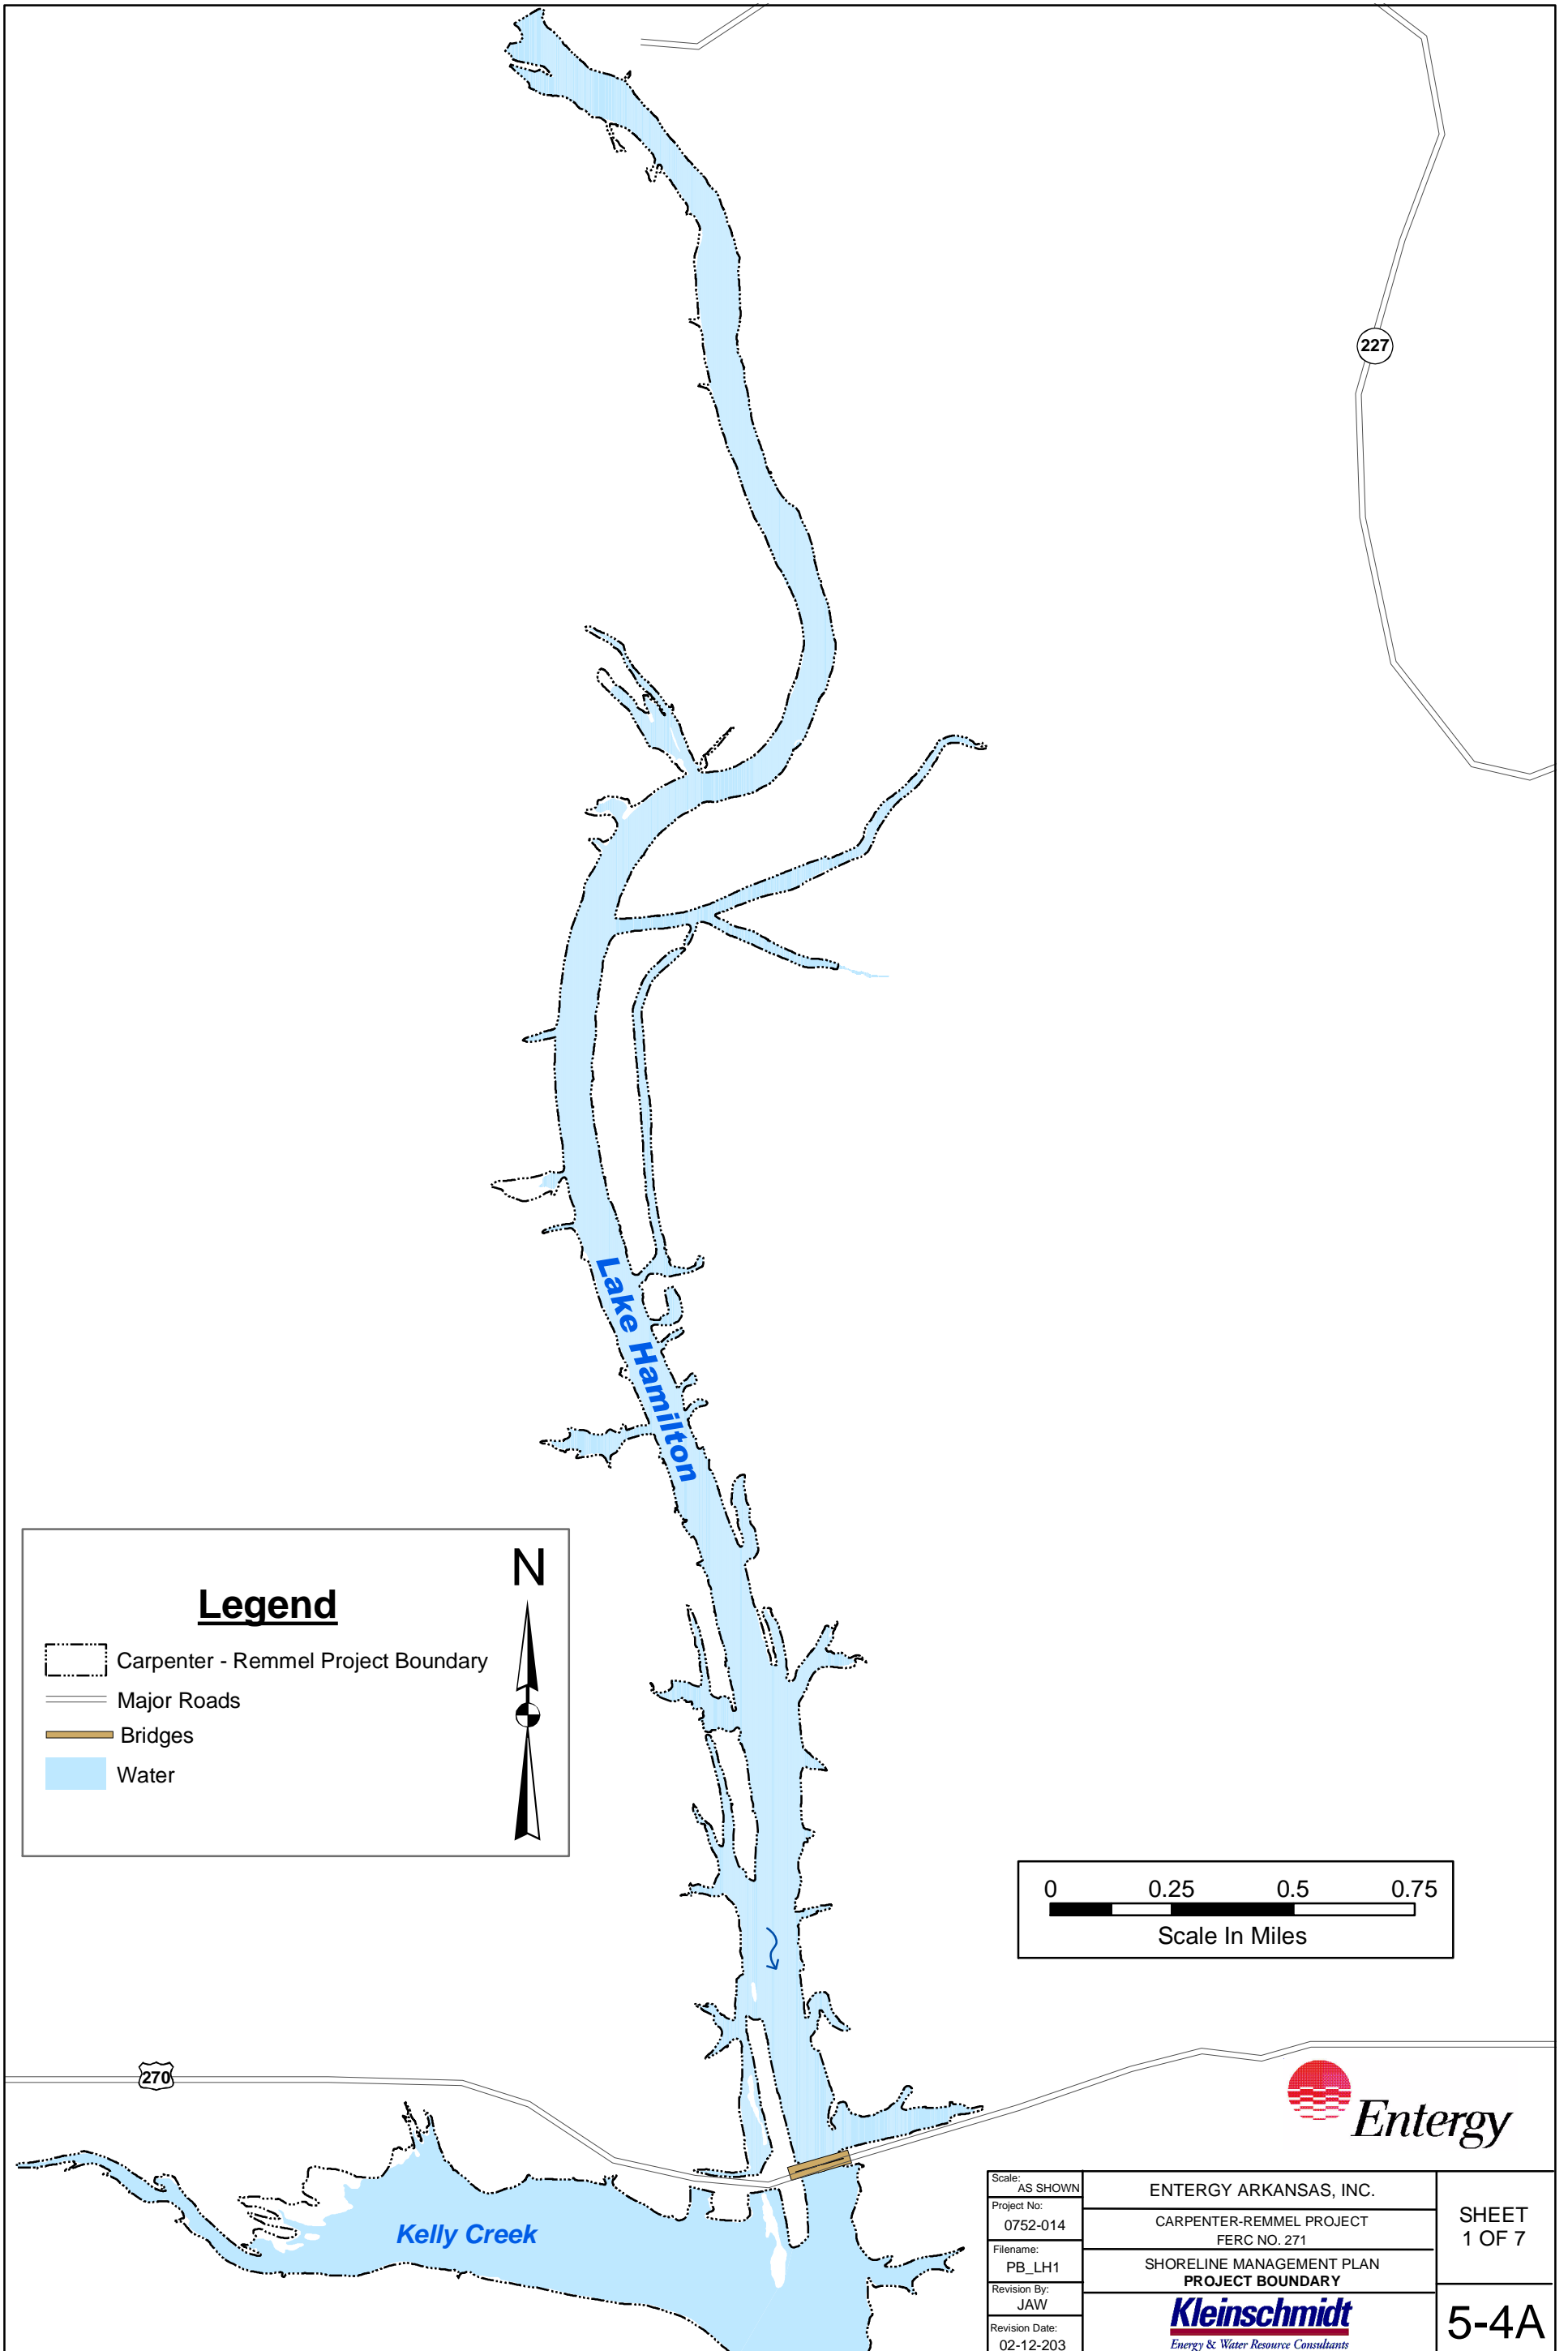 227
Lake Hamilton
Legend
N
Carpenter - Remmel Project Boundary
Major Roads
Bridges
Water
0 0.25 0.5 0.75
Scale In Miles
270
Kelly Creek
Entergy
Scale:
AS SHOWN
Project No:
0752-014
Filename:
PB_LH1
Revision By:
JAW
Revision Date:
02-12-203
ENTERGY ARKANSAS, INC.
CARPENTER-REMMEL PROJECT
FERC NO. 271
SHORELINE MANAGEMENT PLAN
PROJECT BOUNDARY
Kleinschmidt
Energy & Water Resource Consultants
SHEET
1 OF 7
5-4A